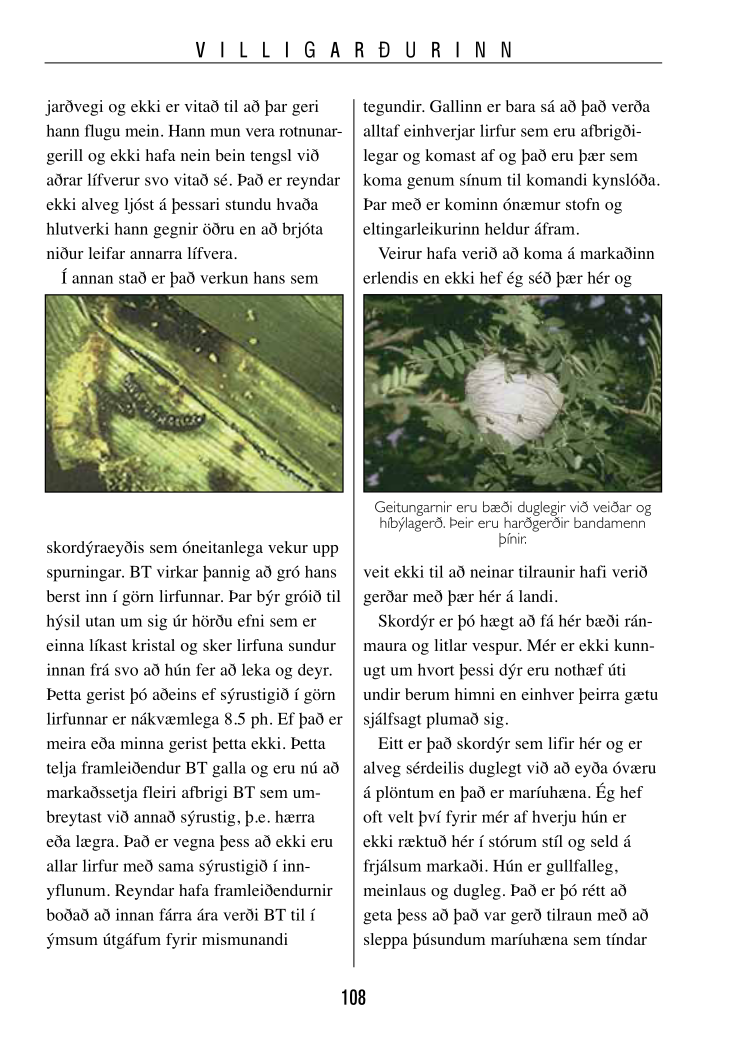 VILLIGARÐURINN
jarðvegi og ekki er vitað til að þar geri
hann flugu mein. Hann mun vera rotnunar-
gerill og ekki hafa nein bein tengsl við
aðrar lífverur svo vitað sé. Það er reyndar
ekki alveg ljóst á þessari stundu hvaða
hlutverki hann gegnir öðru en að brjóta
niður leifar annarra lífvera.
Í annan stað er það verkun hans sem
skordýraeyðis sem óneitanlega vekur upp
spurningar. BT virkar þannig að gró hans
berst inn í görn lirfunnar. Þar býr gróið til
hýsil utan um sig úr hörðu efni sem er
einna líkast kristal og sker lirfuna sundur
innan frá svo að hún fer að leka og deyr.
Þetta gerist þó aðeins ef sýrustigið í görn
lirfunnar er nákvæmlega 8.5 ph. Ef það er
meira eða minna gerist þetta ekki. Þetta
telja framleiðendur BT galla og eru nú að
markaðssetja fleiri afbrigi BT sem um-
breytast við annað sýrustig, þ.e. hærra
eða lægra. Það er vegna þess að ekki eru
allar lirfur með sama sýrustigið í inn-
yflunum. Reyndar hafa framleiðendurnir
boðað að innan fárra ára verði BT til í
ýmsum útgáfum fyrir mismunandi
tegundir. Gallinn er bara sá að það verða
alltaf einhverjar lirfur sem eru afbrigði-
legar og komast af og það eru þær sem
koma genum sínum til komandi kynslóða.
Þar með er kominn ónæmur stofn og
eltingarleikurinn heldur áfram.
Veirur hafa verið að koma á markaðinn
erlendis en ekki hef ég séð þær hér og
Geitungarnir eru bæði duglegir við veiðar og
híbýlagerð. Þeir eru harðgerðir bandamenn
þínir.
veit ekki til að neinar tilraunir hafi verið
gerðar með þær hér á landi.
Skordýr er þó hægt að fá hér bæði rán-
maura og litlar vespur. Mér er ekki kunn-
ugt um hvort þessi dýr eru nothæf úti
undir berum himni en einhver þeirra gætu
sjálfsagt plumað sig.
Eitt er það skordýr sem lifir hér og er
alveg sérdeilis duglegt við að eyða óværu
á plöntum en það er maríuhæna. Ég hef
oft velt því fyrir mér af hverju hún er
ekki ræktuð hér í stórum stíl og seld á
frjálsum markaði. Hún er gullfalleg,
meinlaus og dugleg. Það er þó rétt að
geta þess að það var gerð tilraun með að
sleppa þúsundum maríuhæna sem tíndar
108